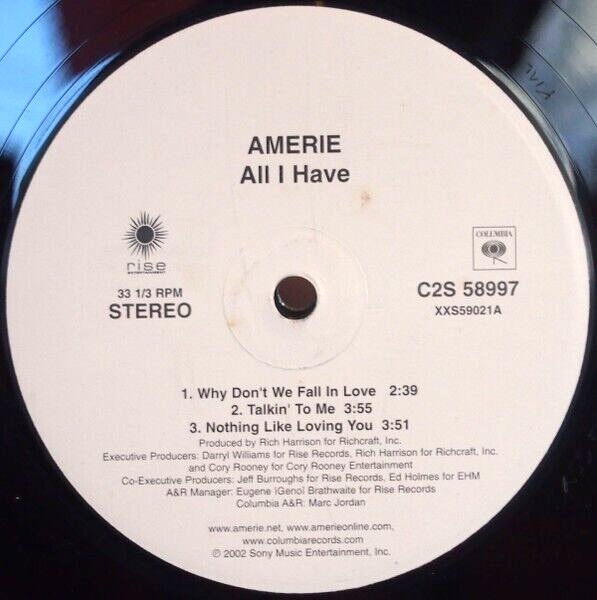 AMERIE
All I Have
rise
ENTERTAINMENT
COLUMBIA
33 1/3 RPM
STEREO
C2S 58997
XXS59021A
1. Why Don't We Fall In Love 2:39
2. Talkin' To Me 3:55
3. Nothing Like Loving You 3:51
Produced by Rich Harrison for Richcraft, Inc.
Executive Producers: Darryl Williams for Rise Records, Rich Harrison for Richcraft, Inc.
and Cory Rooney for Cory Rooney Entertainment
Co-Executive Producers: Jeff Burroughs for Rise Records, Ed Holmes for EHM
A&R Manager: Eugene ïGenoî Brathwaite for Rise Records
Columbia A&R: Marc Jordan
www.amerie.net, www.amerieonline.com,
www.columbiarecords.com
℗ 2002 Sony Music Entertainment, Inc.